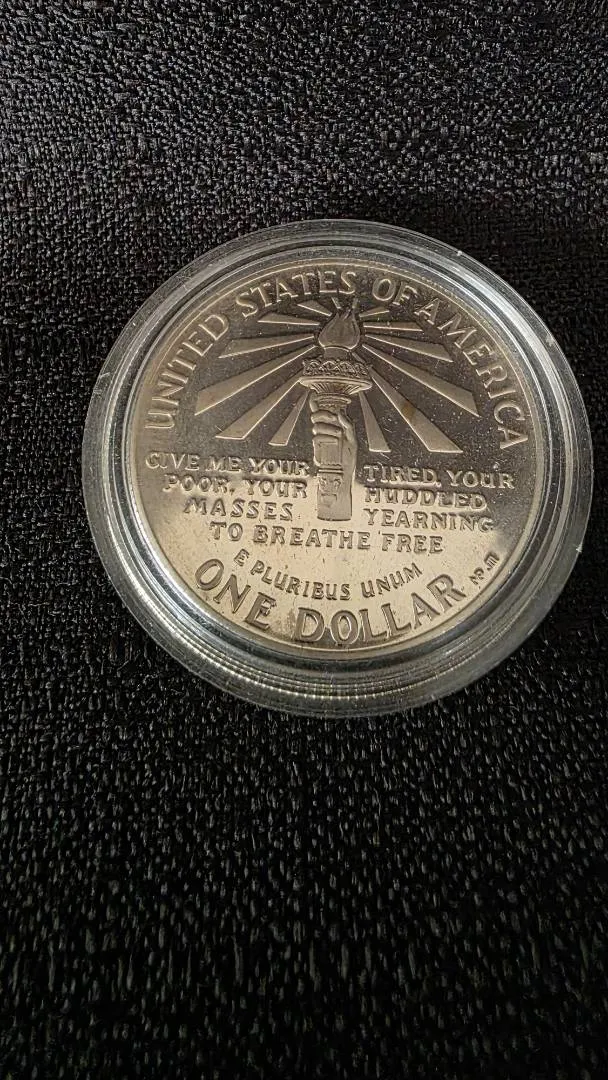 UNITED STATES OF AMERICA
GIVE ME YOUR TIRED, YOUR
POOR, YOUR HUDDLED
MASSES YEARNING
TO BREATHE FREE
E PLURIBUS UNUM
ONE DOLLAR